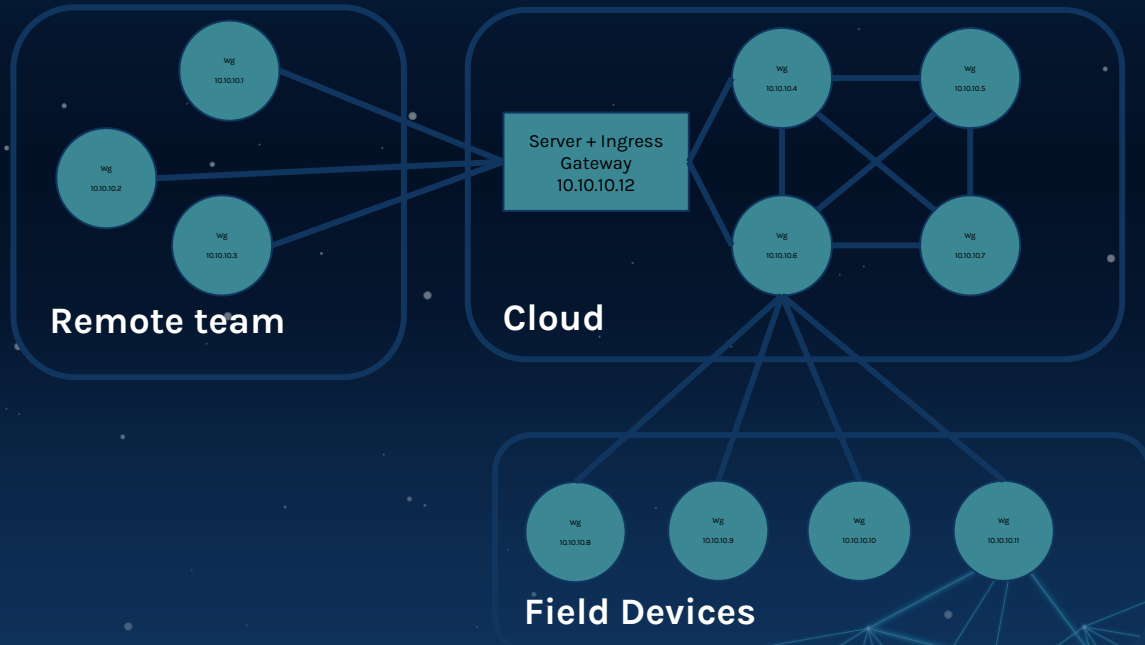 Wg
10.10.10.1
Wg
10.10.10.2
Wg
10.10.10.3
Remote team
Server + Ingress
Gateway
10.10.10.12
Wg
10.10.10.4
Wg
10.10.10.5
Wg
10.10.10.6
Wg
10.10.10.7
Cloud
Wg
10.10.10.8
Wg
10.10.10.9
Wg
10.10.10.10
Wg
10.10.10.11
Field Devices